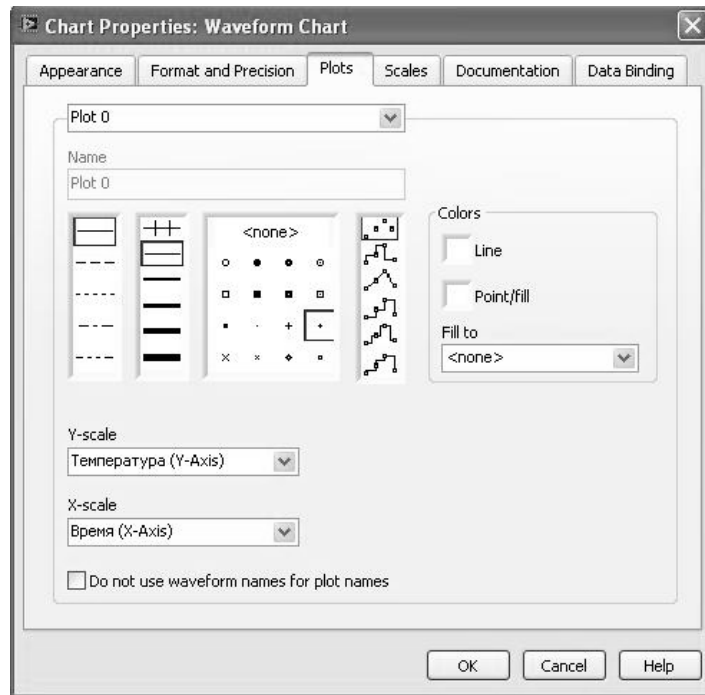 Chart Properties: Waveform Chart
Appearance Format and Precision Plots Scales Documentation Data Binding
Plot 0
Name
Plot 0
<none>
Colors
Line
Point/fill
Fill to
<none>
Y-scale
Температура (Y-Axis)
X-scale
Время (X-Axis)
Do not use waveform names for plot names
OK Cancel Help